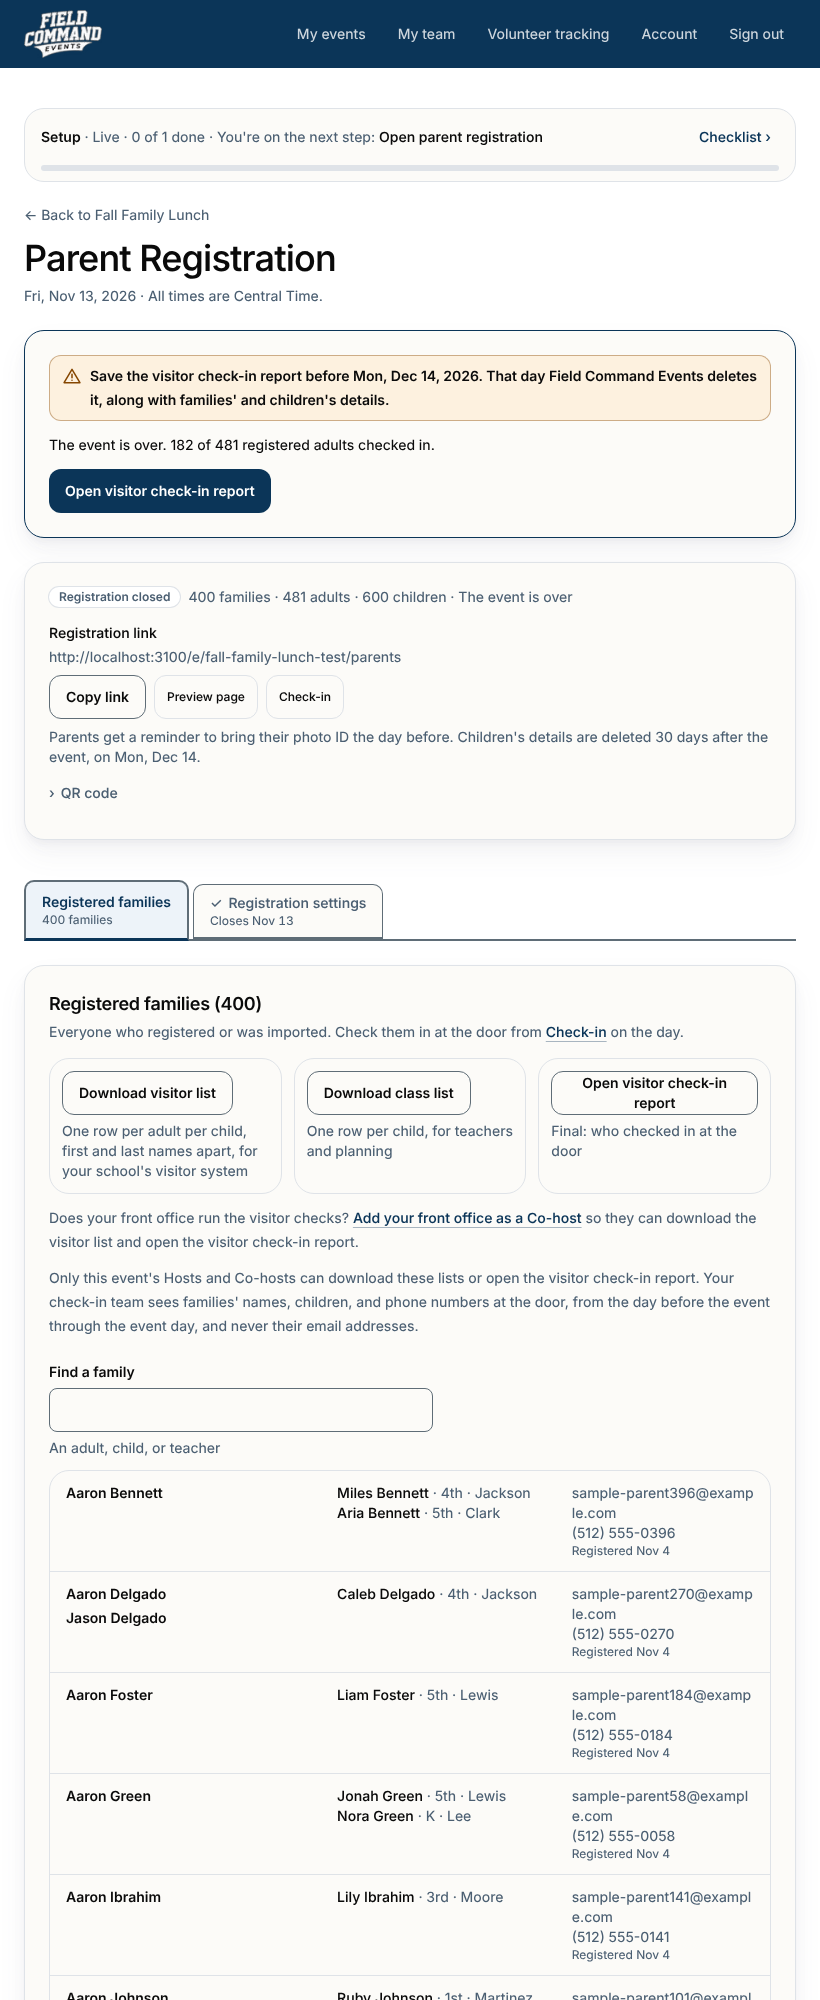 FIELD
COMMAND
EVENTS
My events
My team
Volunteer tracking
Account
Sign out
Setup · Live · 0 of 1 done · You're on the next step: Open parent registration
Checklist ›
← Back to Fall Family Lunch
Parent Registration
Fri, Nov 13, 2026 · All times are Central Time.
Save the visitor check-in report before Mon, Dec 14, 2026. That day Field Command Events deletes
it, along with families' and children's details.
The event is over. 182 of 481 registered adults checked in.
Open visitor check-in report
Registration closed
400 families · 481 adults · 600 children · The event is over
Registration link
http://localhost:3100/e/fall-family-lunch-test/parents
Copy link
Preview page
Check-in
Parents get a reminder to bring their photo ID the day before. Children's details are deleted 30 days after the
event, on Mon, Dec 14.
› QR code
Registered families
400 families
✓ Registration settings
Closes Nov 13
Registered families (400)
Everyone who registered or was imported. Check them in at the door from Check-in on the day.
Download visitor list
One row per adult per child,
first and last names apart, for
your school's visitor system
Download class list
One row per child, for teachers
and planning
Open visitor check-in
report
Final: who checked in at the
door
Does your front office run the visitor checks? Add your front office as a Co-host so they can download the
visitor list and open the visitor check-in report.
Only this event's Hosts and Co-hosts can download these lists or open the visitor check-in report. Your
check-in team sees families' names, children, and phone numbers at the door, from the day before the event
through the event day, and never their email addresses.
Find a family
An adult, child, or teacher
Aaron Bennett
Miles Bennett · 4th · Jackson
Aria Bennett · 5th · Clark
sample-parent396@examp
le.com
(512) 555-0396
Registered Nov 4
Aaron Delgado
Jason Delgado
Caleb Delgado · 4th · Jackson
sample-parent270@examp
le.com
(512) 555-0270
Registered Nov 4
Aaron Foster
Liam Foster · 5th · Lewis
sample-parent184@examp
le.com
(512) 555-0184
Registered Nov 4
Aaron Green
Jonah Green · 5th · Lewis
Nora Green · K · Lee
sample-parent58@exampl
e.com
(512) 555-0058
Registered Nov 4
Aaron Ibrahim
Lily Ibrahim · 3rd · Moore
sample-parent141@exampl
e.com
(512) 555-0141
Registered Nov 4
Aaron Johnson
Ruby Johnson · 1st · Martinez
sample-parent101@exampl